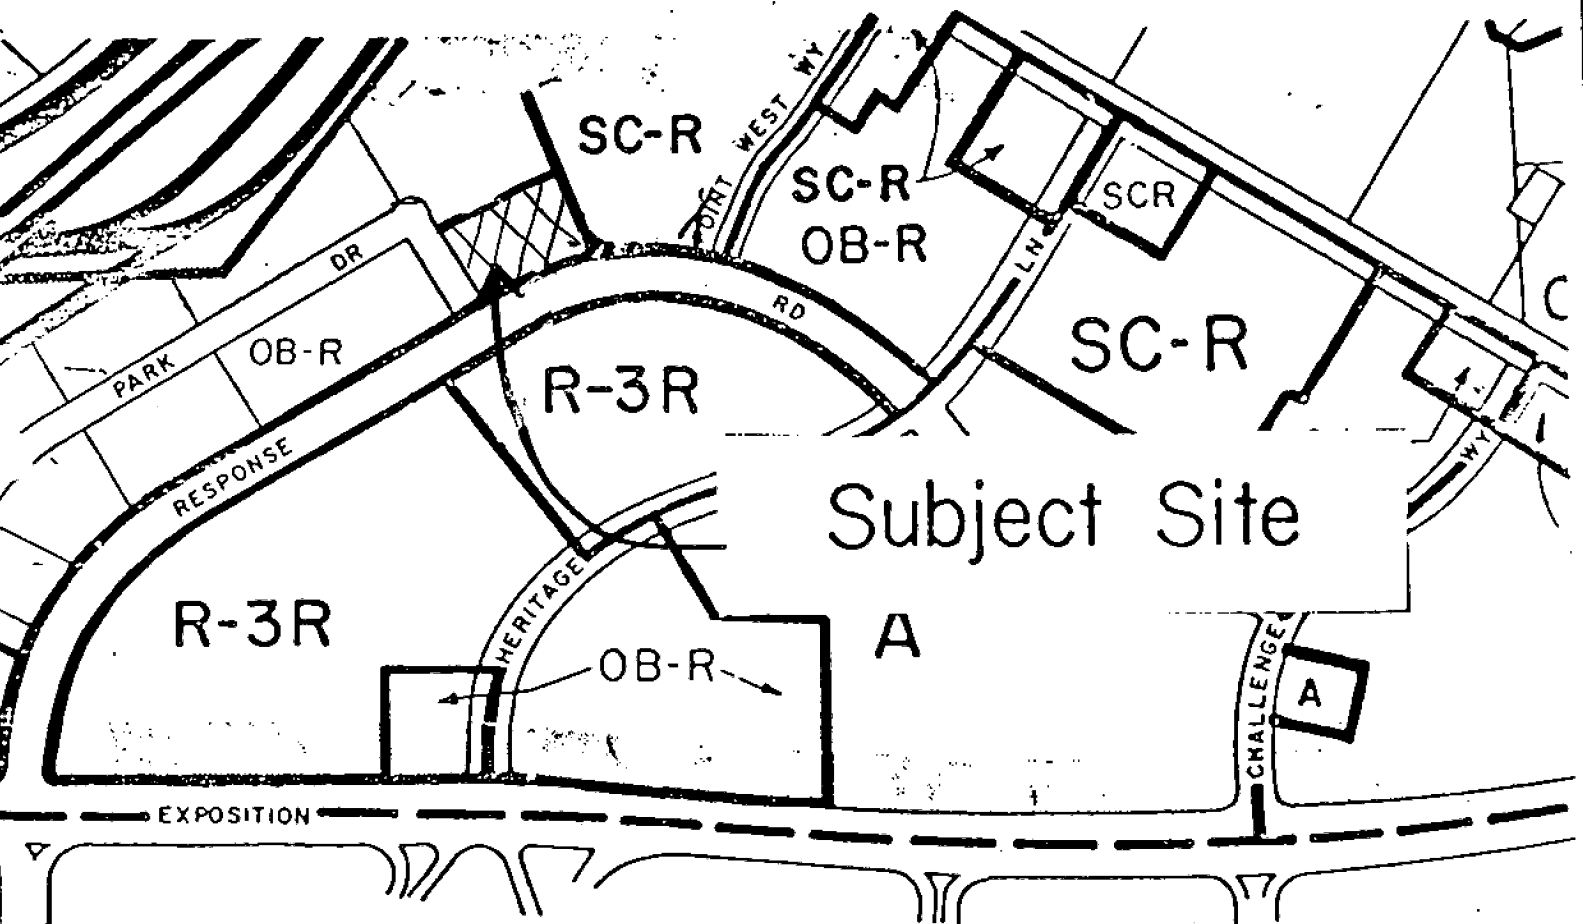 SC-R
WEST WY
OINT
SC-R
OB-R
SCR
LN
DR
PARK
OB-R
RD
SC-R
R-3R
RESPONSE
WY
Subject Site
HERITAGE
R-3R
A
OB-R
CHALLENGE
A
EXPOSITION